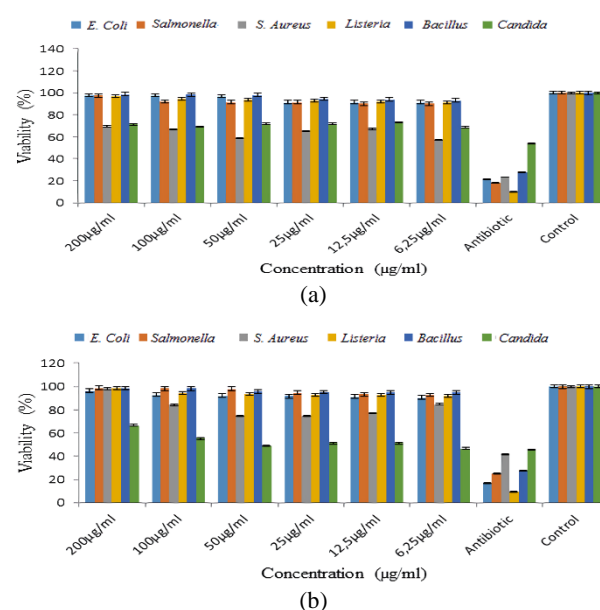 E. Coli Salmonella S. Aureus Listeria Bacillus Candida
140
120
100
80
60
40
20
0
Viability (%)
200µg/ml 100µg/ml 50µg/ml 25µg/ml 12,5µg/ml 6,25µg/ml Antibiotic Control
Concentration (µg/ml)
(a)
E. Coli Salmonella S. Aureus Listeria Bacillus Candida
120
100
80
60
40
20
0
Viability (%)
200µg/ml 100µg/ml 50µg/ml 25µg/ml 12,5µg/ml 6,25µg/ml Antibiotic Control
Concentration (µg/ml)
(b)